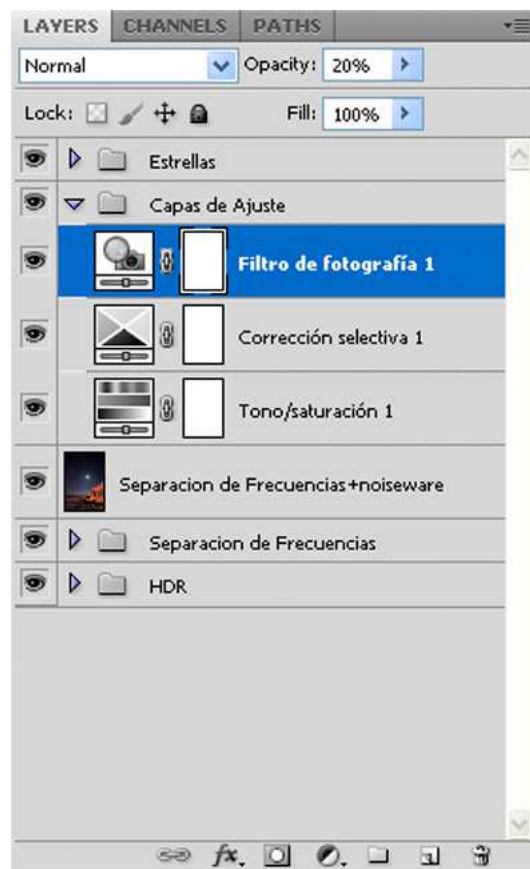 LAYERS CHANNELS PATHS
Normal Opacity: 20%
Lock: Fill: 100%
Estrellas
Capas de Ajuste
Filtro de fotografía 1
Corrección selectiva 1
Tono/saturación 1
Separacion de Frecuencias+noiseware
Separacion de Frecuencias
HDR
fx.